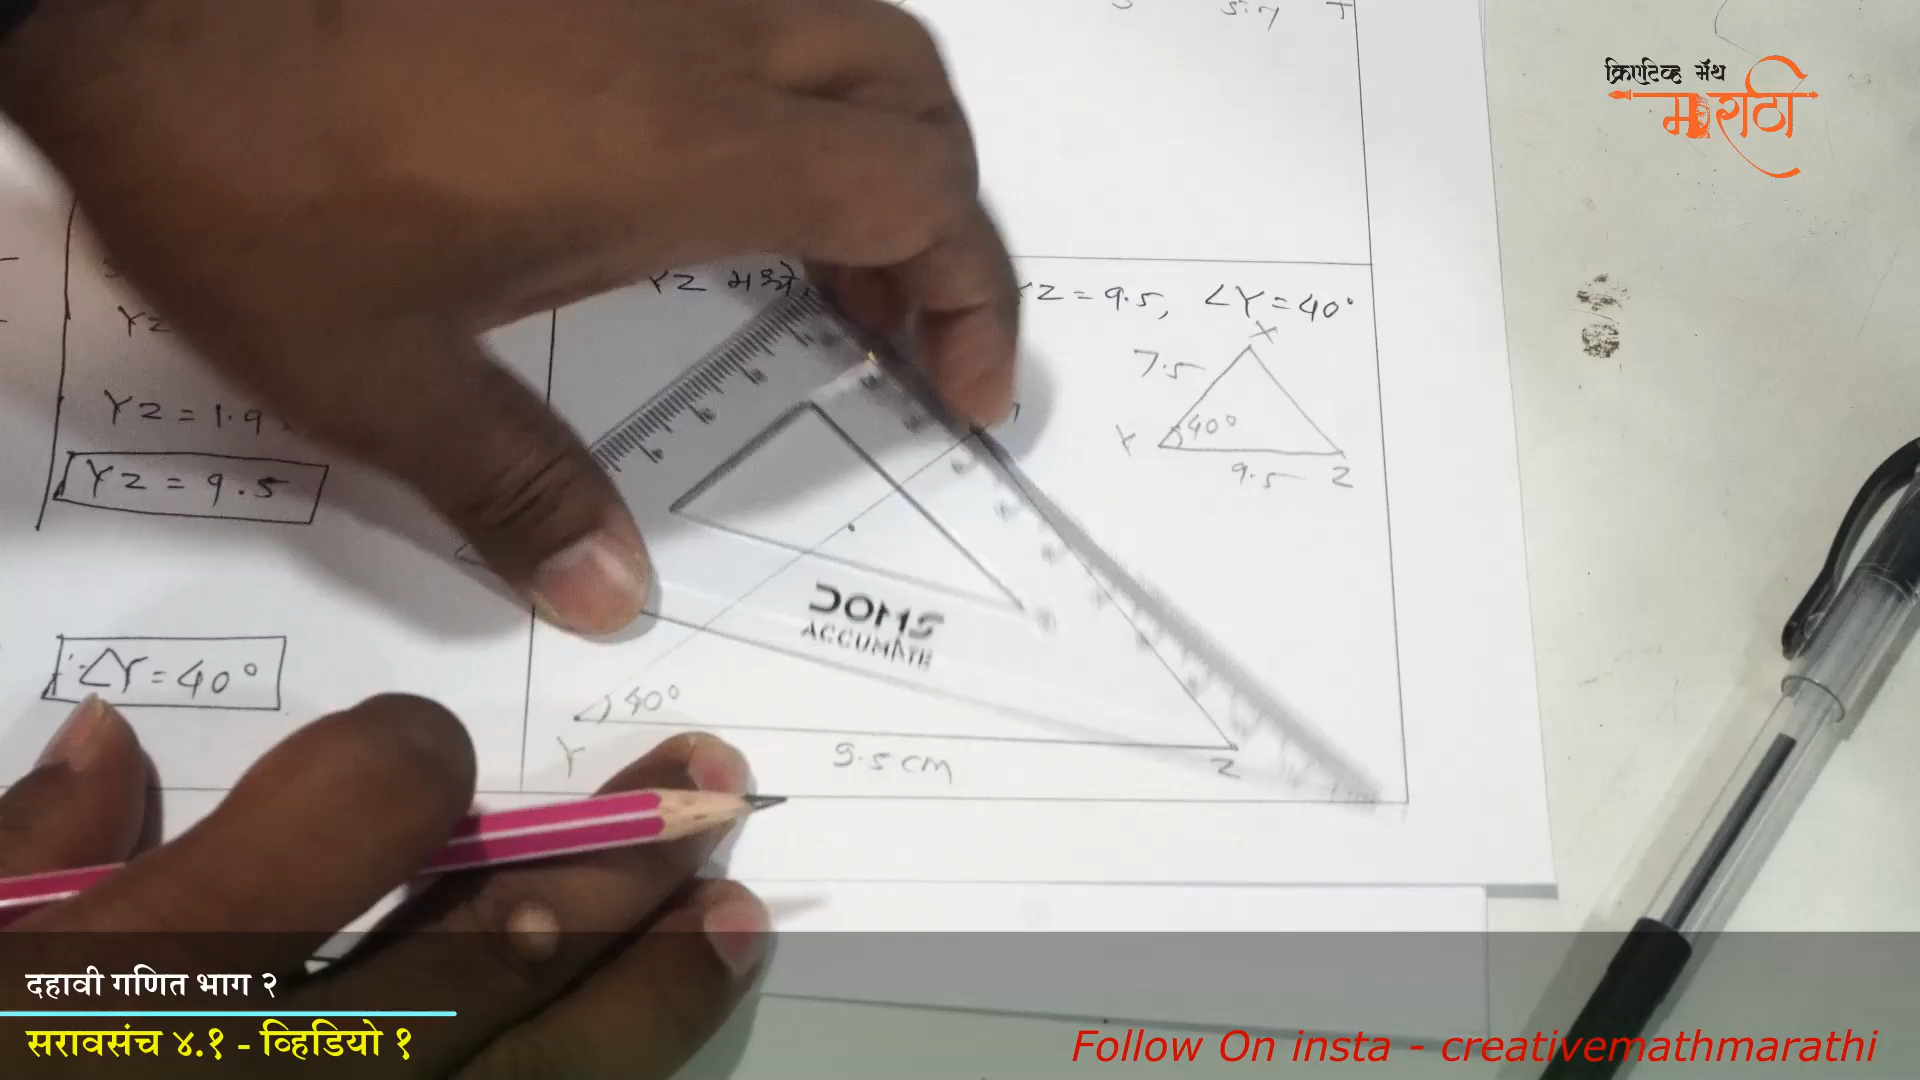 क्रिएटिव्ह मॅथ
मराठी
YZ मध्ये,
YZ = 9.5, ∠Y = 40°
X
7.5
40°
Y
9.5
Z
YZ
YZ = 1.9
YZ = 9.5
∠Y = 40°
DOMS
ACCUMATE
40°
Y
9.5 cm
Z
दहावी गणित भाग २
सरावसंच ४.१ - व्हिडियो १
Follow On insta - creativemathmarathi